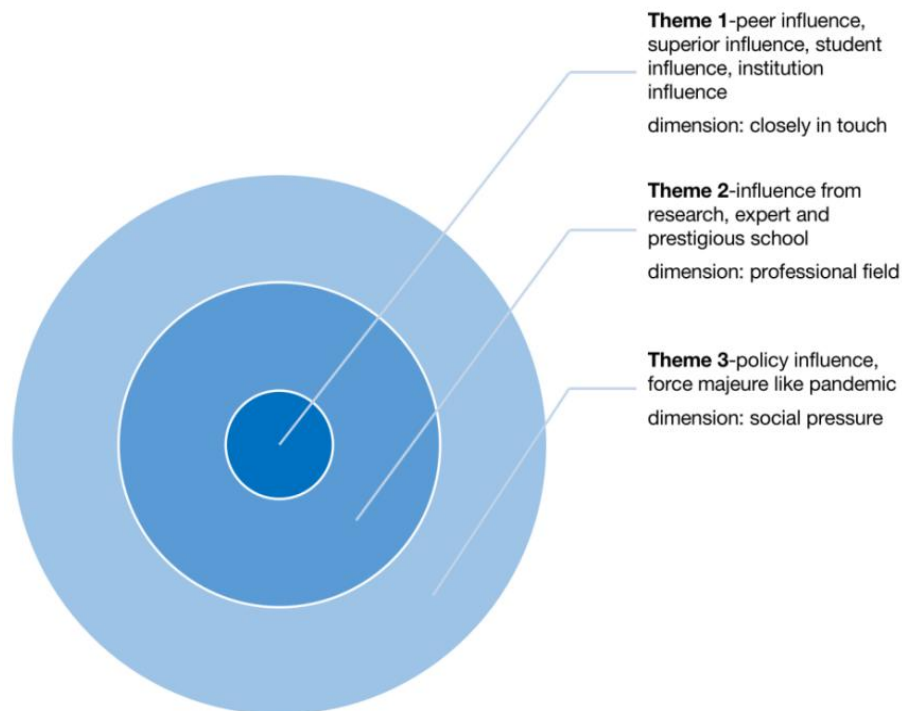 Theme 1-peer influence,
superior influence, student
influence, institution
influence
dimension: closely in touch
Theme 2-influence from
research, expert and
prestigious school
dimension: professional field
Theme 3-policy influence,
force majeure like pandemic
dimension: social pressure